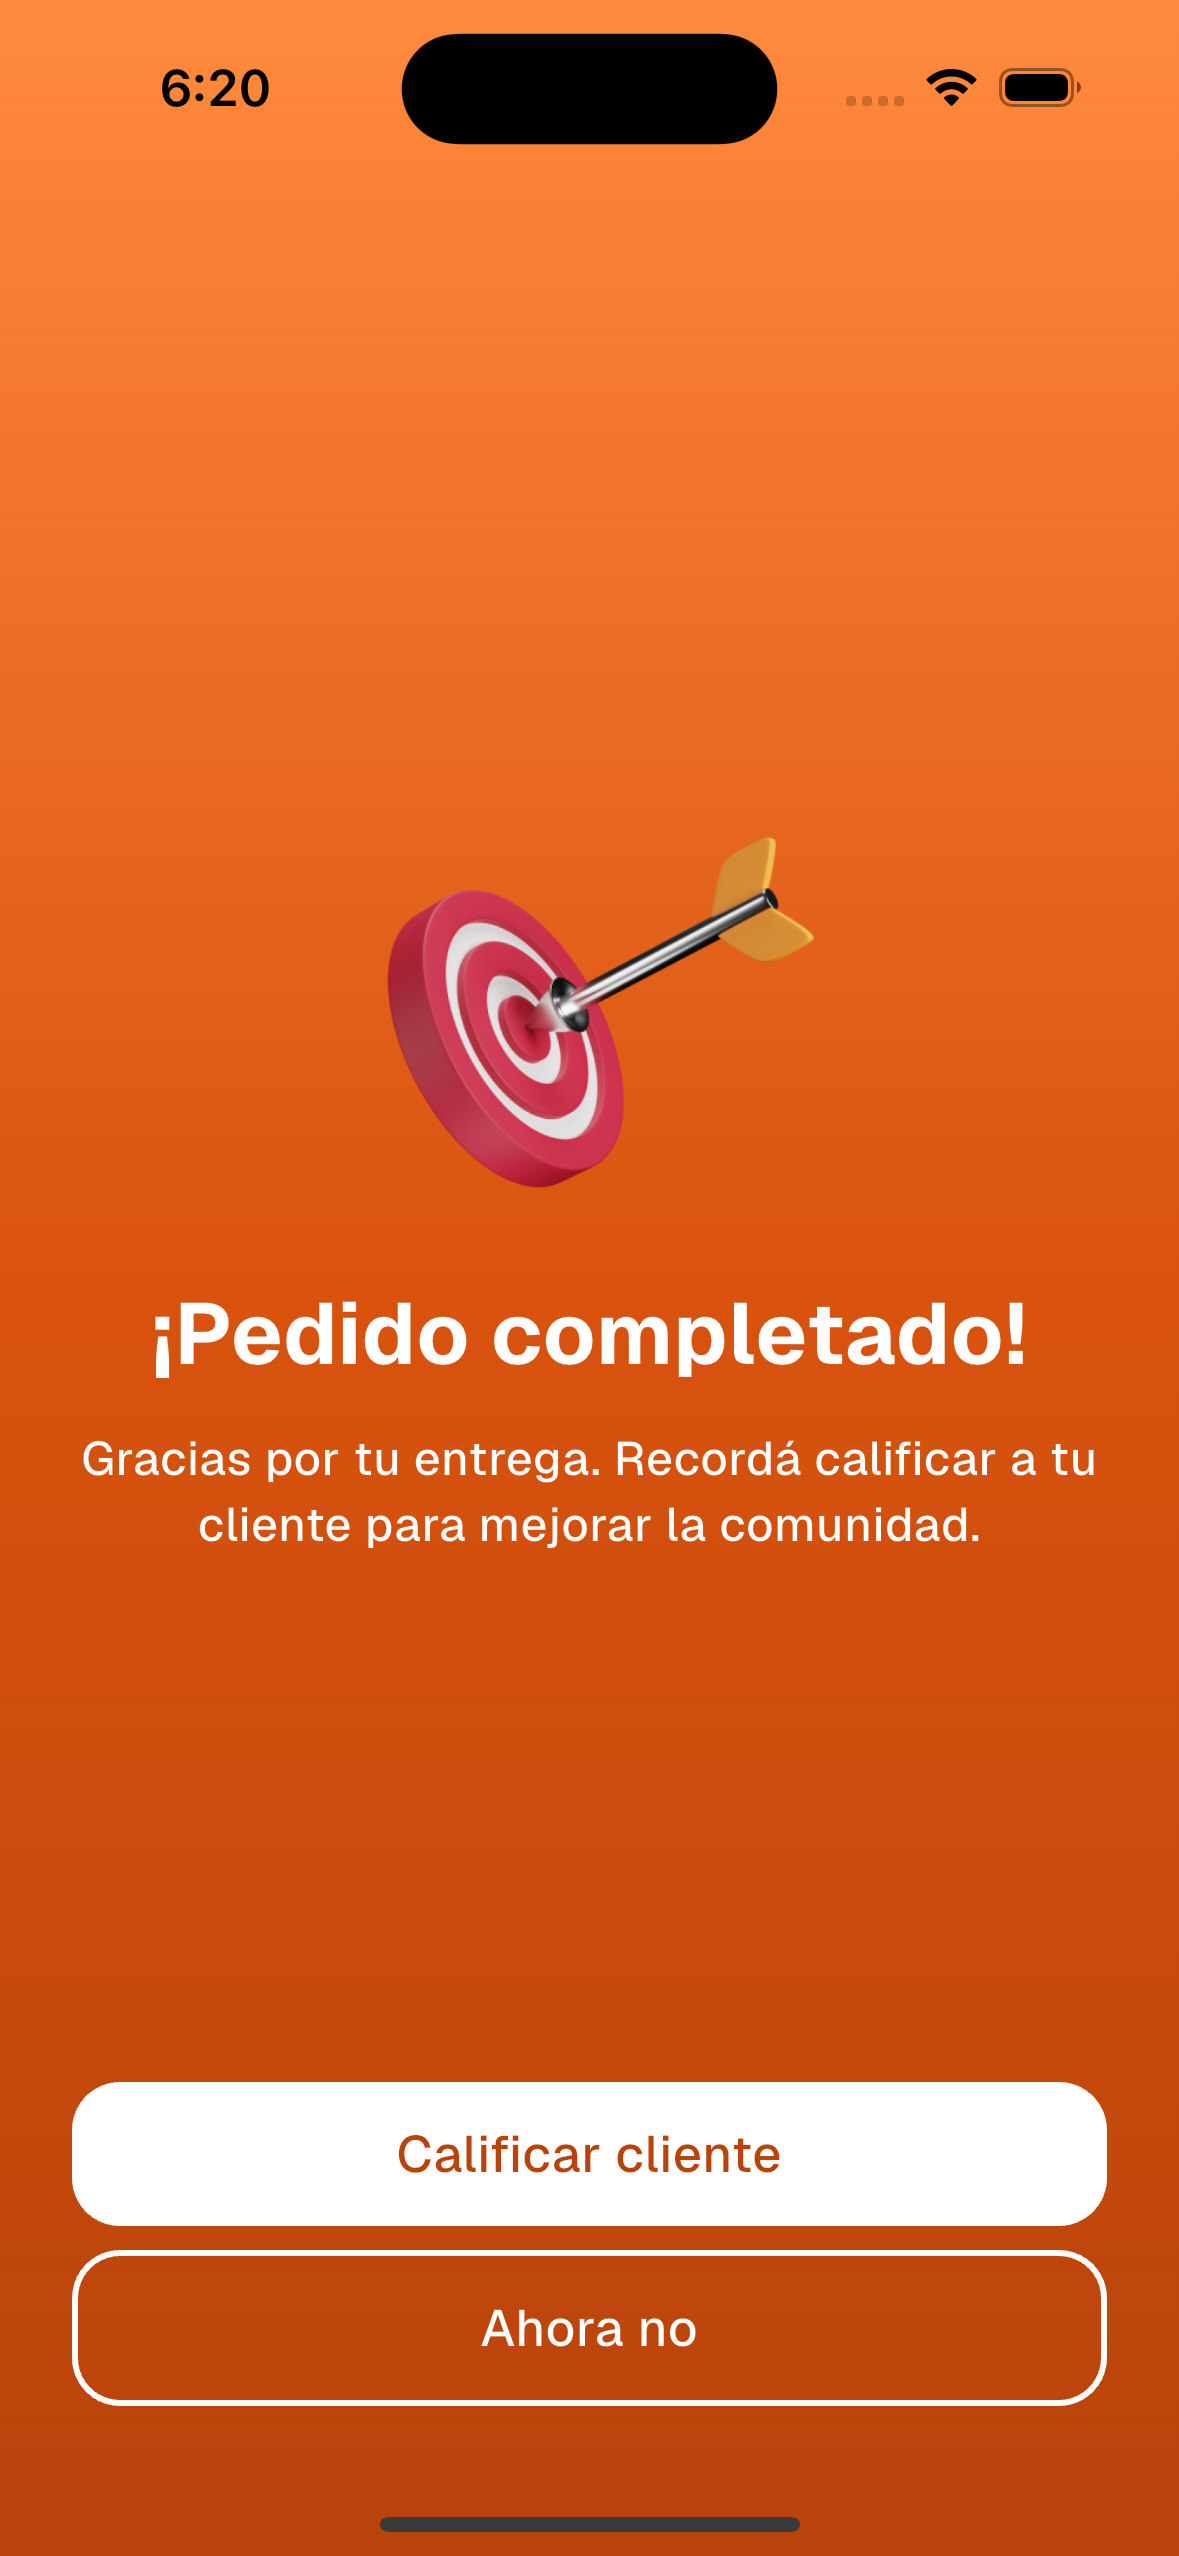 6:20
¡Pedido completado!
Gracias por tu entrega. Recordá calificar a tu
cliente para mejorar la comunidad.
Calificar cliente
Ahora no